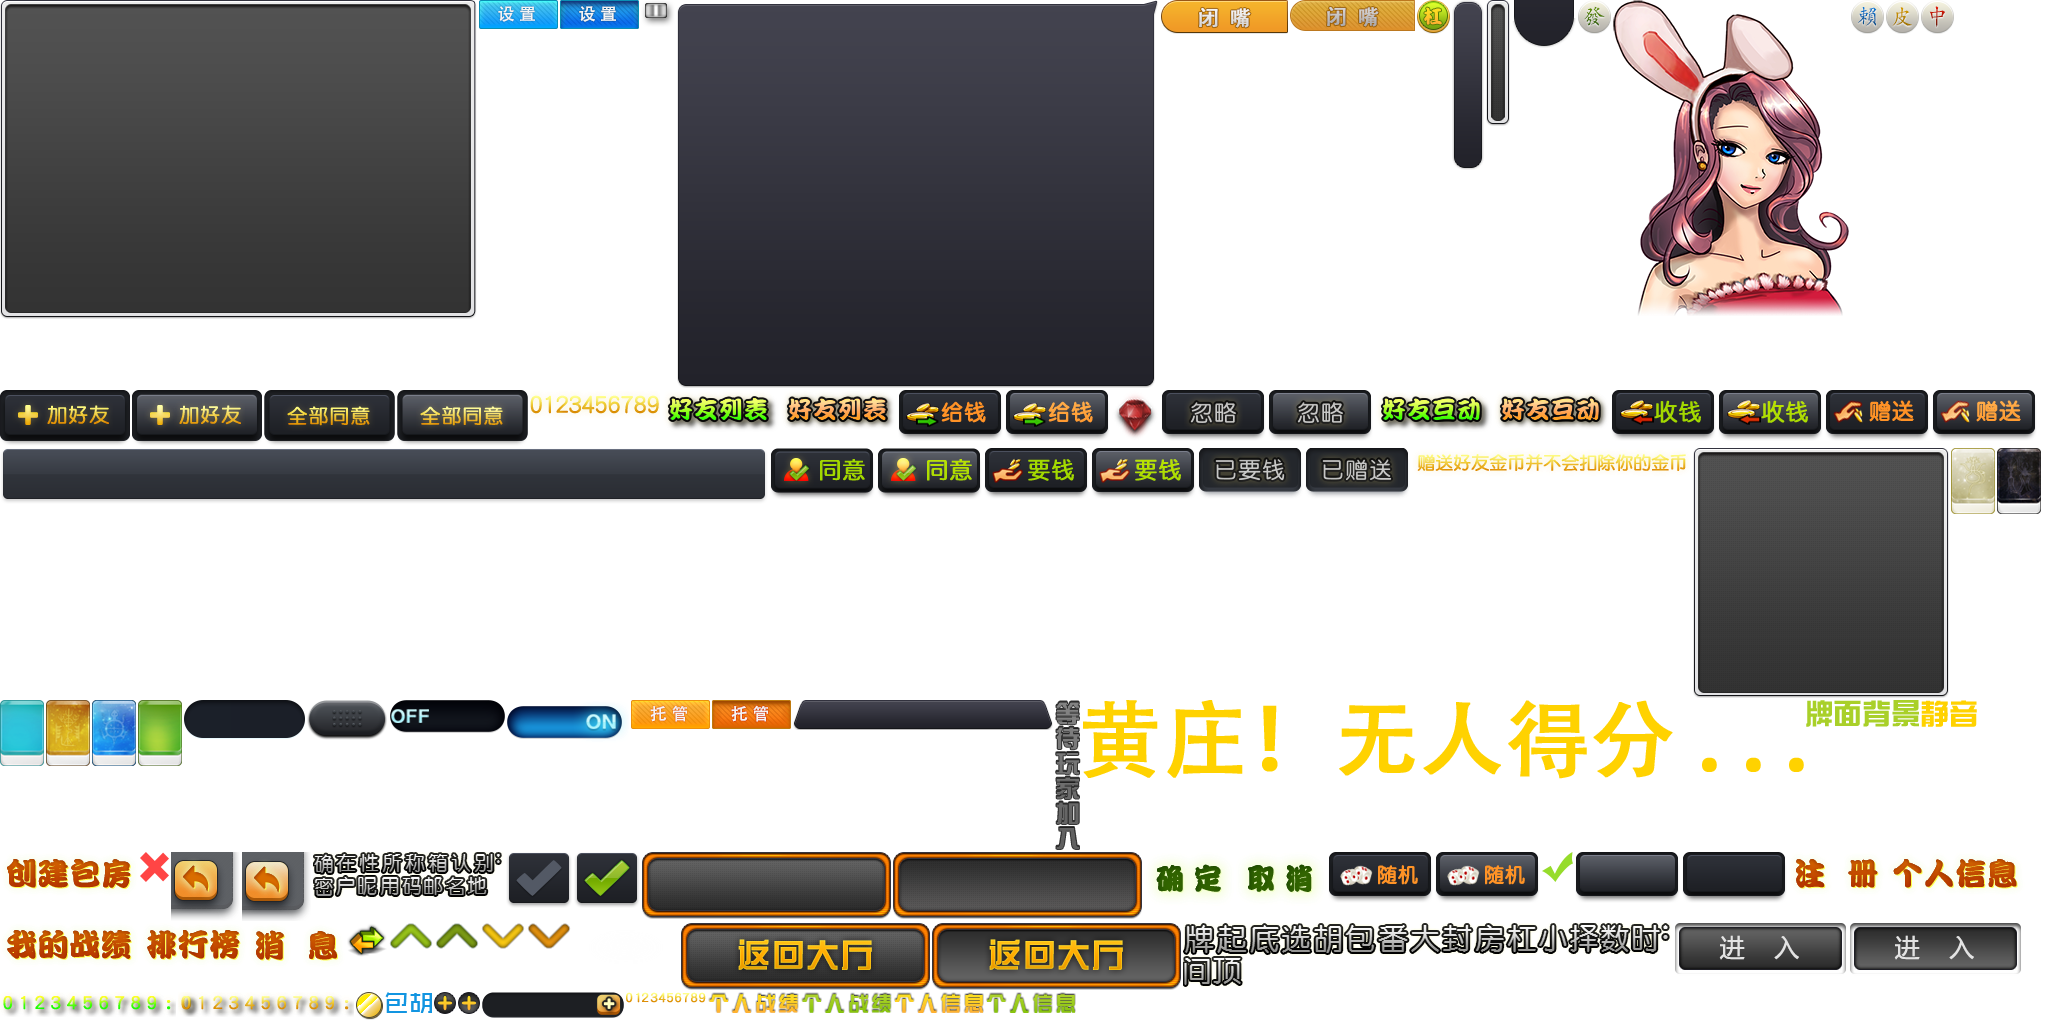 设置 设置 闭嘴 闭嘴 杠 發 賴 皮 中
加好友 加好友 全部同意 全部同意 0123456789 好友列表 好友列表 给钱 给钱 忽略 忽略 好友互动 好友互动 收钱 收钱 赠送 赠送
同意 同意 要钱 要钱 已要钱 已赠送 赠送好友金币并不会扣除你的金币
OFF ON 托管 托管 等待玩家加入 黄庄！无人得分... 牌面背景静音
创建包房 确在性所称箱认别: 确定 取消 随机 随机 注册 个人信息
密户昵用码邮名地
我的战绩 排行榜 消息 返回大厅 返回大厅 牌起底选胡包番大封房杠小择数时: 进入 进入
间顶
0123456789: 0123456789. 包胡 0123456789 个人战绩个人战绩个人信息个人信息